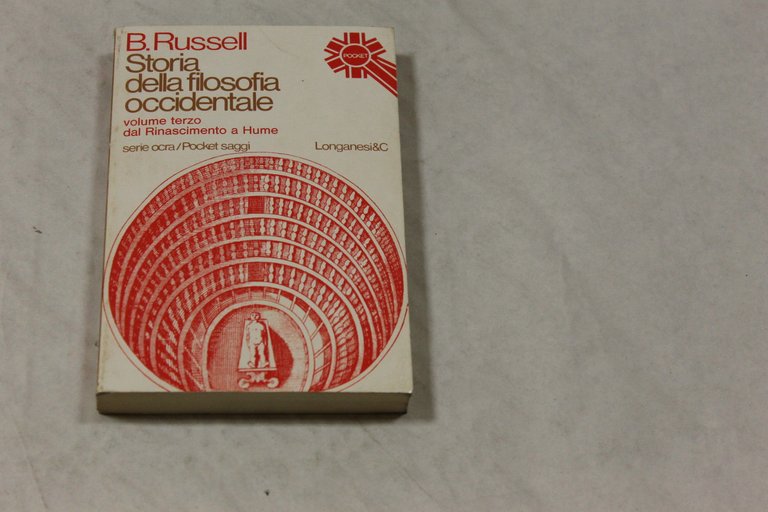 B. Russell
Storia
della filosofia
occidentale
volume terzo
dal Rinascimento a Hume
serie ocra/Pocket saggi
Longanesi&C
POCKET